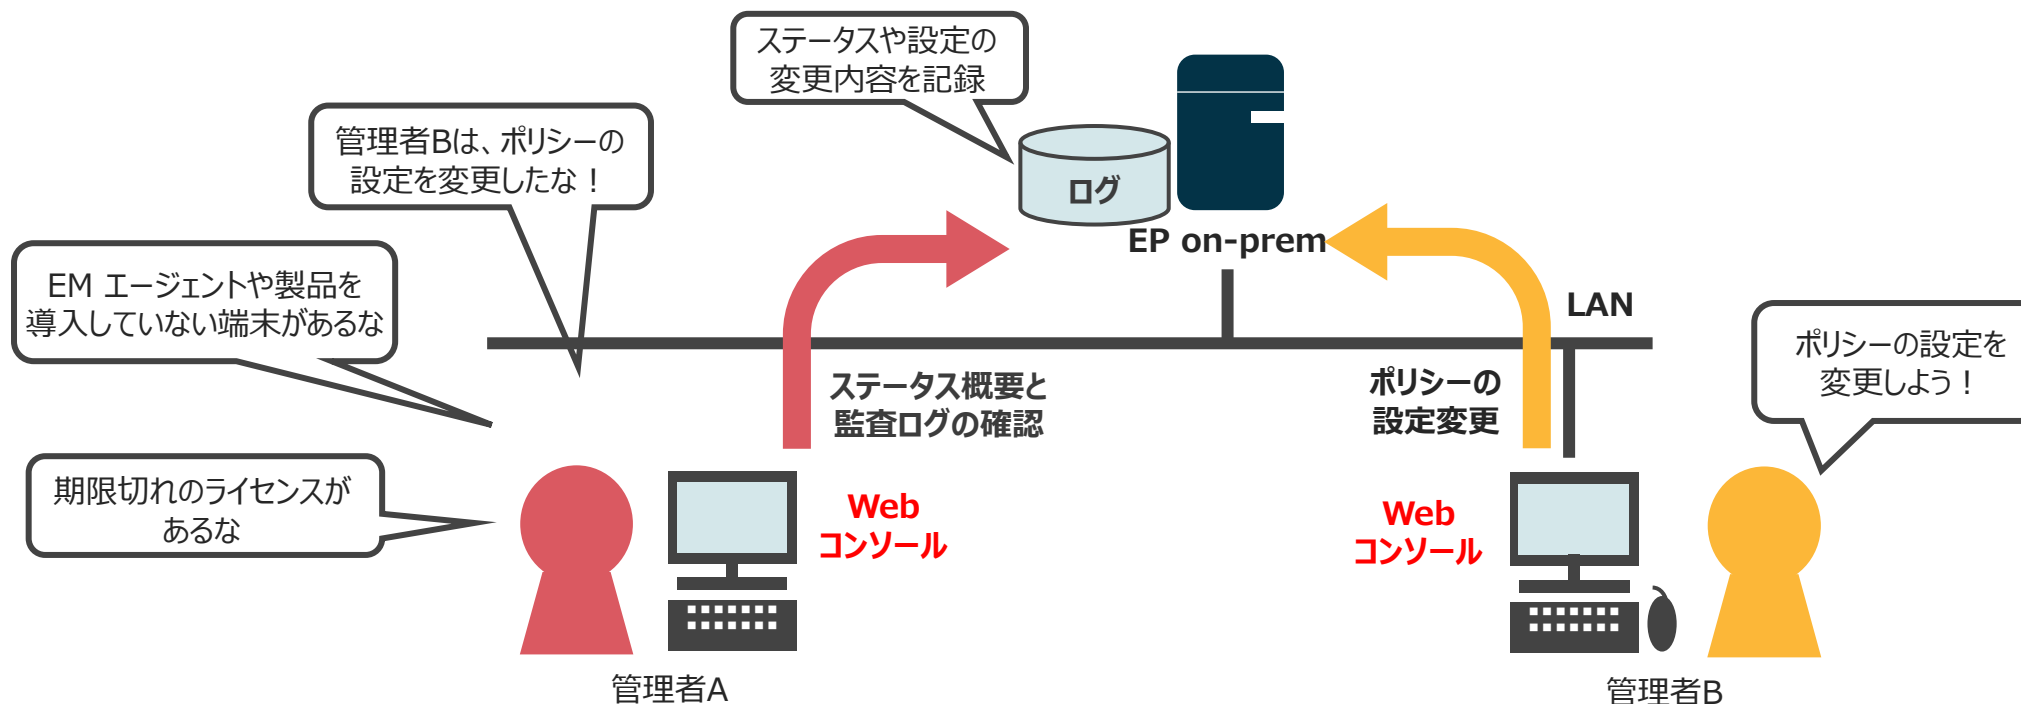 ステータスや設定の
変更内容を記録
管理者Bは、ポリシーの
設定を変更したな！
ログ
EP on-prem
EM エージェントや製品を
導入していない端末があるな
LAN
ポリシーの設定を
変更しよう！
ステータス概要と
監査ログの確認
ポリシーの
設定変更
期限切れのライセンスが
あるな
Web
コンソール
Web
コンソール
管理者A
管理者B